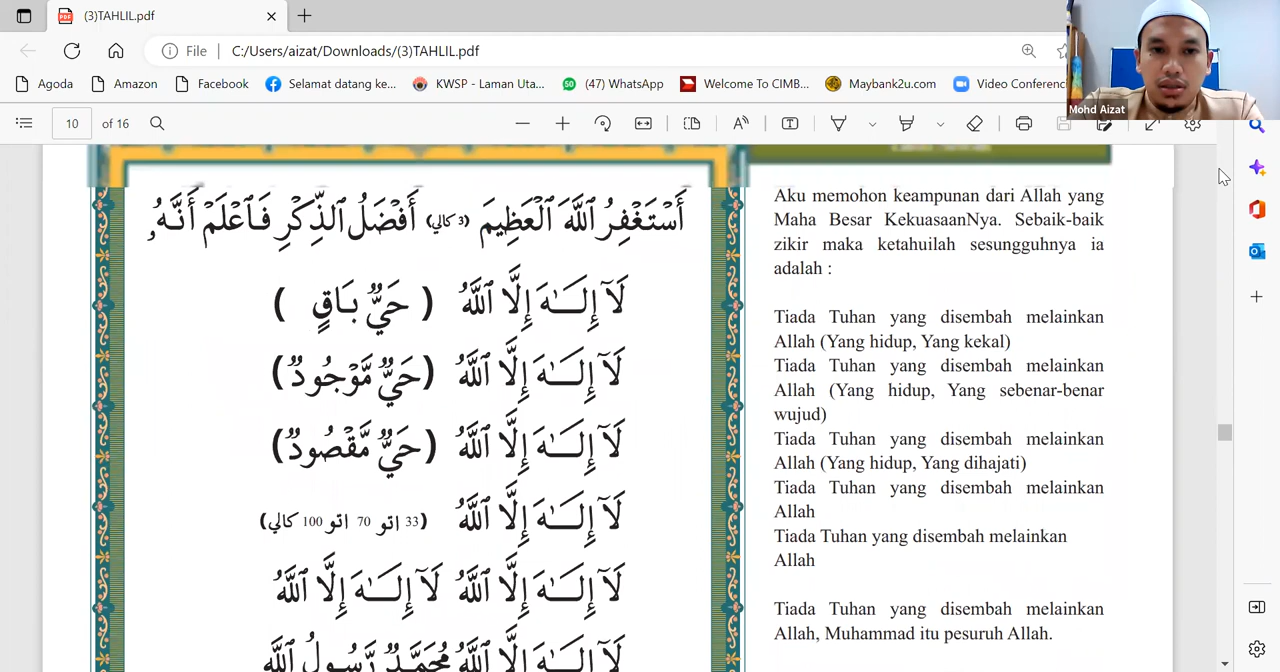 (3)TAHLIL.pdf
File
C:/Users/aizat/Downloads/(3)TAHLIL.pdf
Agoda
Amazon
Facebook
Selamat datang ke...
KWSP - Laman Uta...
(47) WhatsApp
Welcome To CIMB...
Maybank2u.com
Video Conferenc
Mohd Aizat
10 of 16
أَسْتَغْفِرُ ٱللَّهَ ٱلْعَظِيمَ (3 كالي) أَفْضَلُ ٱلذِّكْرِ فَٱعْلَمْ أَنَّهُۥ
لَآ إِلَـٰهَ إِلَّا ٱللَّهُ ( حَيٌّ بَاقٍ )
لَآ إِلَـٰهَ إِلَّا ٱللَّهُ (حَيٌّ مَّوْجُودٌ)
لَآ إِلَـٰهَ إِلَّا ٱللَّهُ (حَيٌّ مَّقْصُودٌ)
لَآ إِلَـٰهَ إِلَّا ٱللَّهُ (33 اتو 70 اتو 100 كالي)
لَآ إِلَـٰهَ إِلَّا ٱللَّهُ لَآ إِلَـٰهَ إِلَّا ٱللَّهُ
لَآ إِلَـٰهَ إِلَّا ٱللَّهُ مُحَمَّدٌ رَّسُولُ ٱللَّهِ
Aku memohon keampunan dari Allah yang
Maha Besar KekuasaanNya. Sebaik-baik
zikir maka ketahuilah sesungguhnya ia
adalah :
Tiada Tuhan yang disembah melainkan
Allah (Yang hidup, Yang kekal)
Tiada Tuhan yang disembah melainkan
Allah (Yang hidup, Yang sebenar-benar
wujud)
Tiada Tuhan yang disembah melainkan
Allah (Yang hidup, Yang dihajati)
Tiada Tuhan yang disembah melainkan
Allah
Tiada Tuhan yang disembah melainkan
Allah
Tiada Tuhan yang disembah melainkan
Allah, Muhammad itu pesuruh Allah.